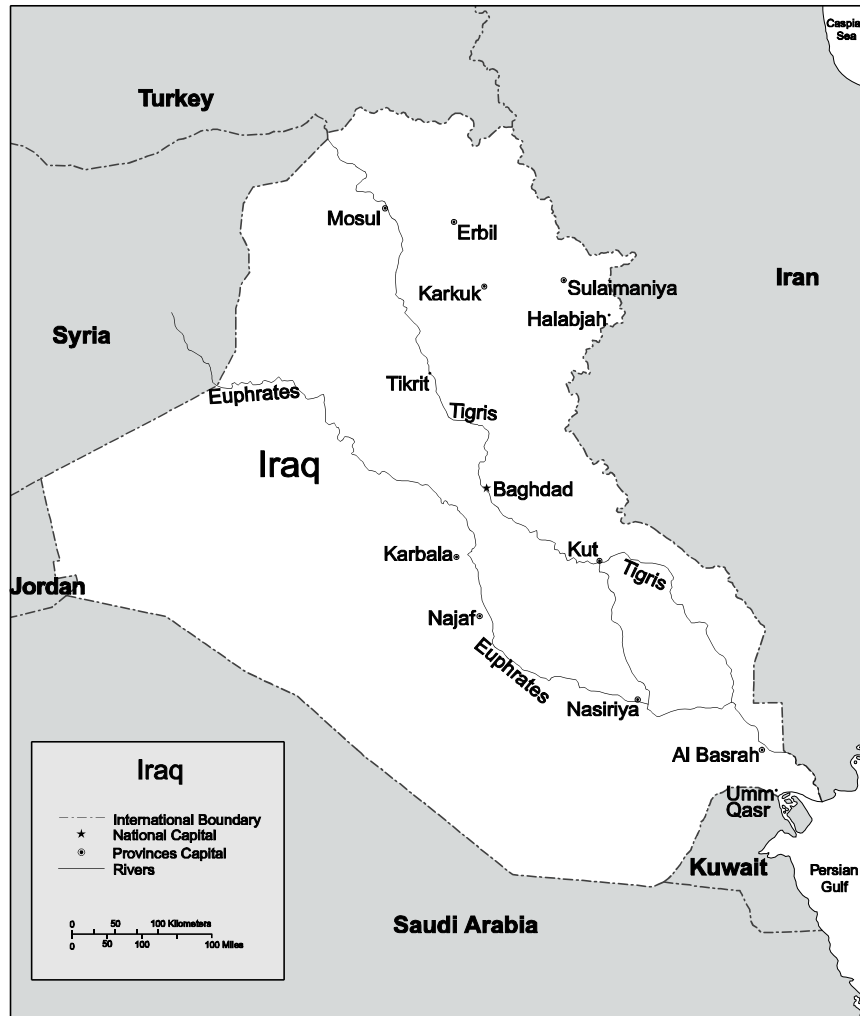 Caspian
Sea
Turkey
Mosul
Erbil
Iran
Karkuk
Sulaimaniya
Halabjah
Syria
Tikrit
Euphrates
Tigris
Iraq
Baghdad
Karbala
Kut
Tigris
Jordan
Najaf
Euphrates
Nasiriya
Al Basrah
Umm
Qasr
Kuwait
Persian
Gulf
Saudi Arabia
Iraq
International Boundary
National Capital
Provinces Capital
Rivers
0 50 100 Kilometers
0 50 100 100 Miles